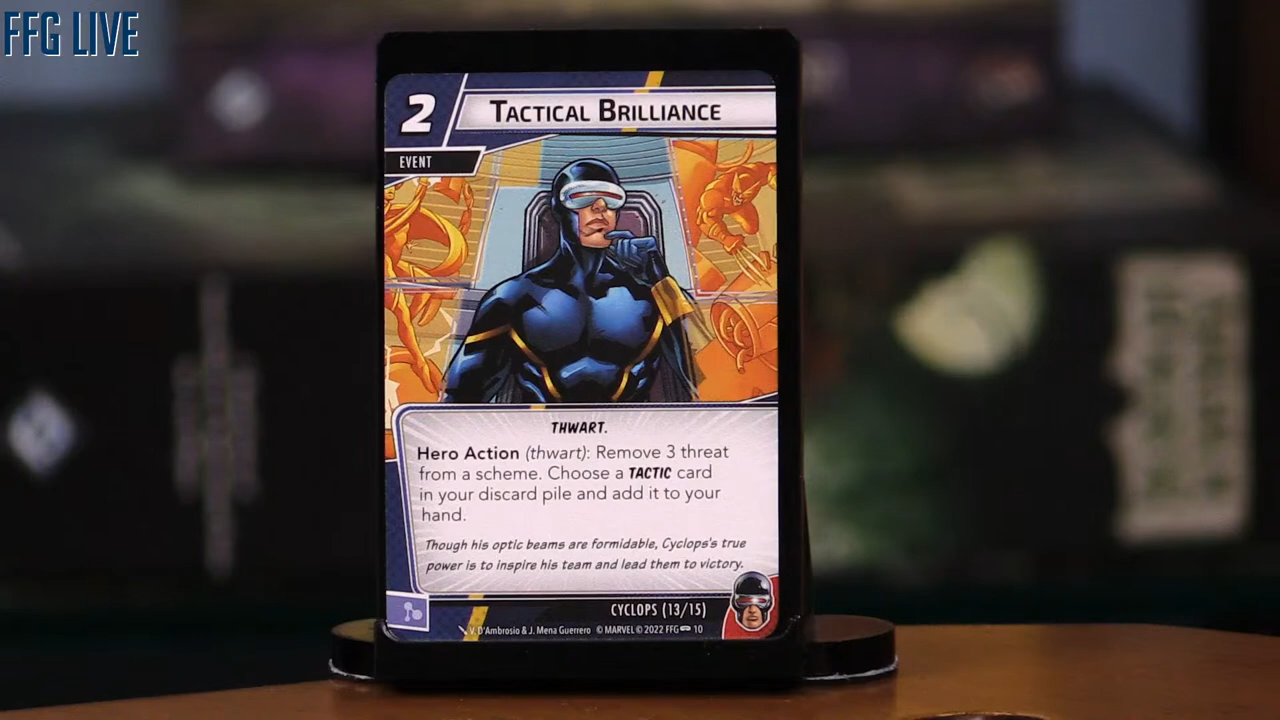 FFG LIVE
2
TACTICAL BRILLIANCE
EVENT
THWART.
Hero Action (thwart): Remove 3 threat
from a scheme. Choose a TACTIC card
in your discard pile and add it to your
hand.
Though his optic beams are formidable, Cyclops's true
power is to inspire his team and lead them to victory.
CYCLOPS (13/15)
V. D'Ambrosio & J. Mena Guerrero © MARVEL © 2022 FFG 10